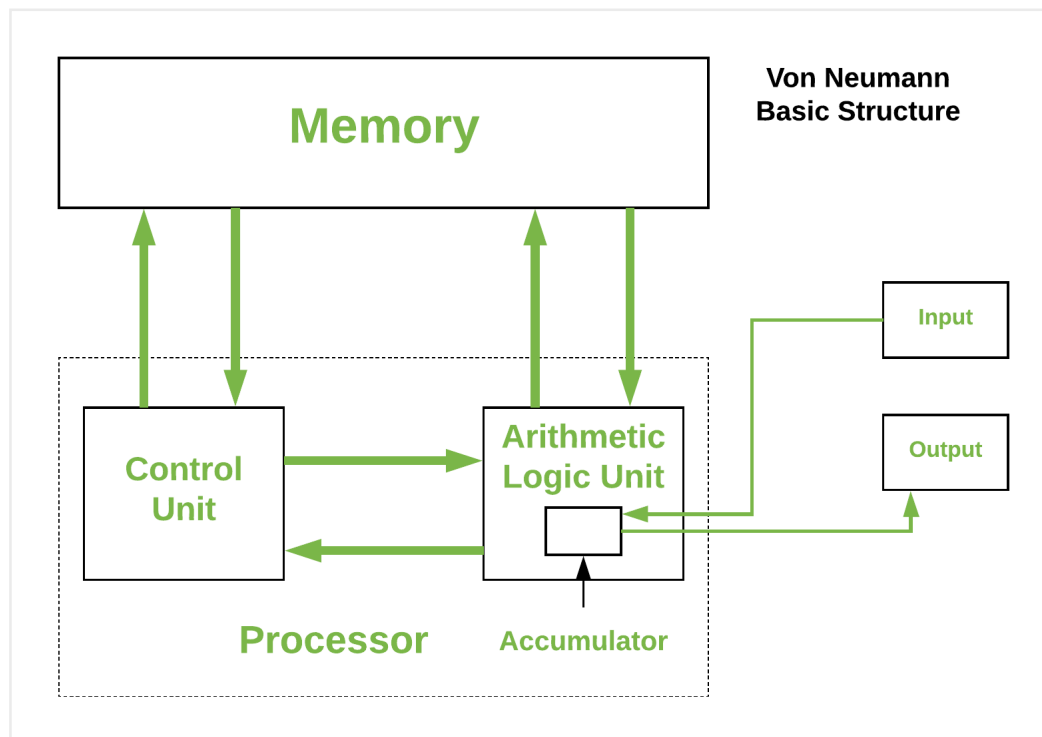 Von Neumann
Basic Structure
Memory
Input
Output
Control
Unit
Arithmetic
Logic Unit
Processor
Accumulator